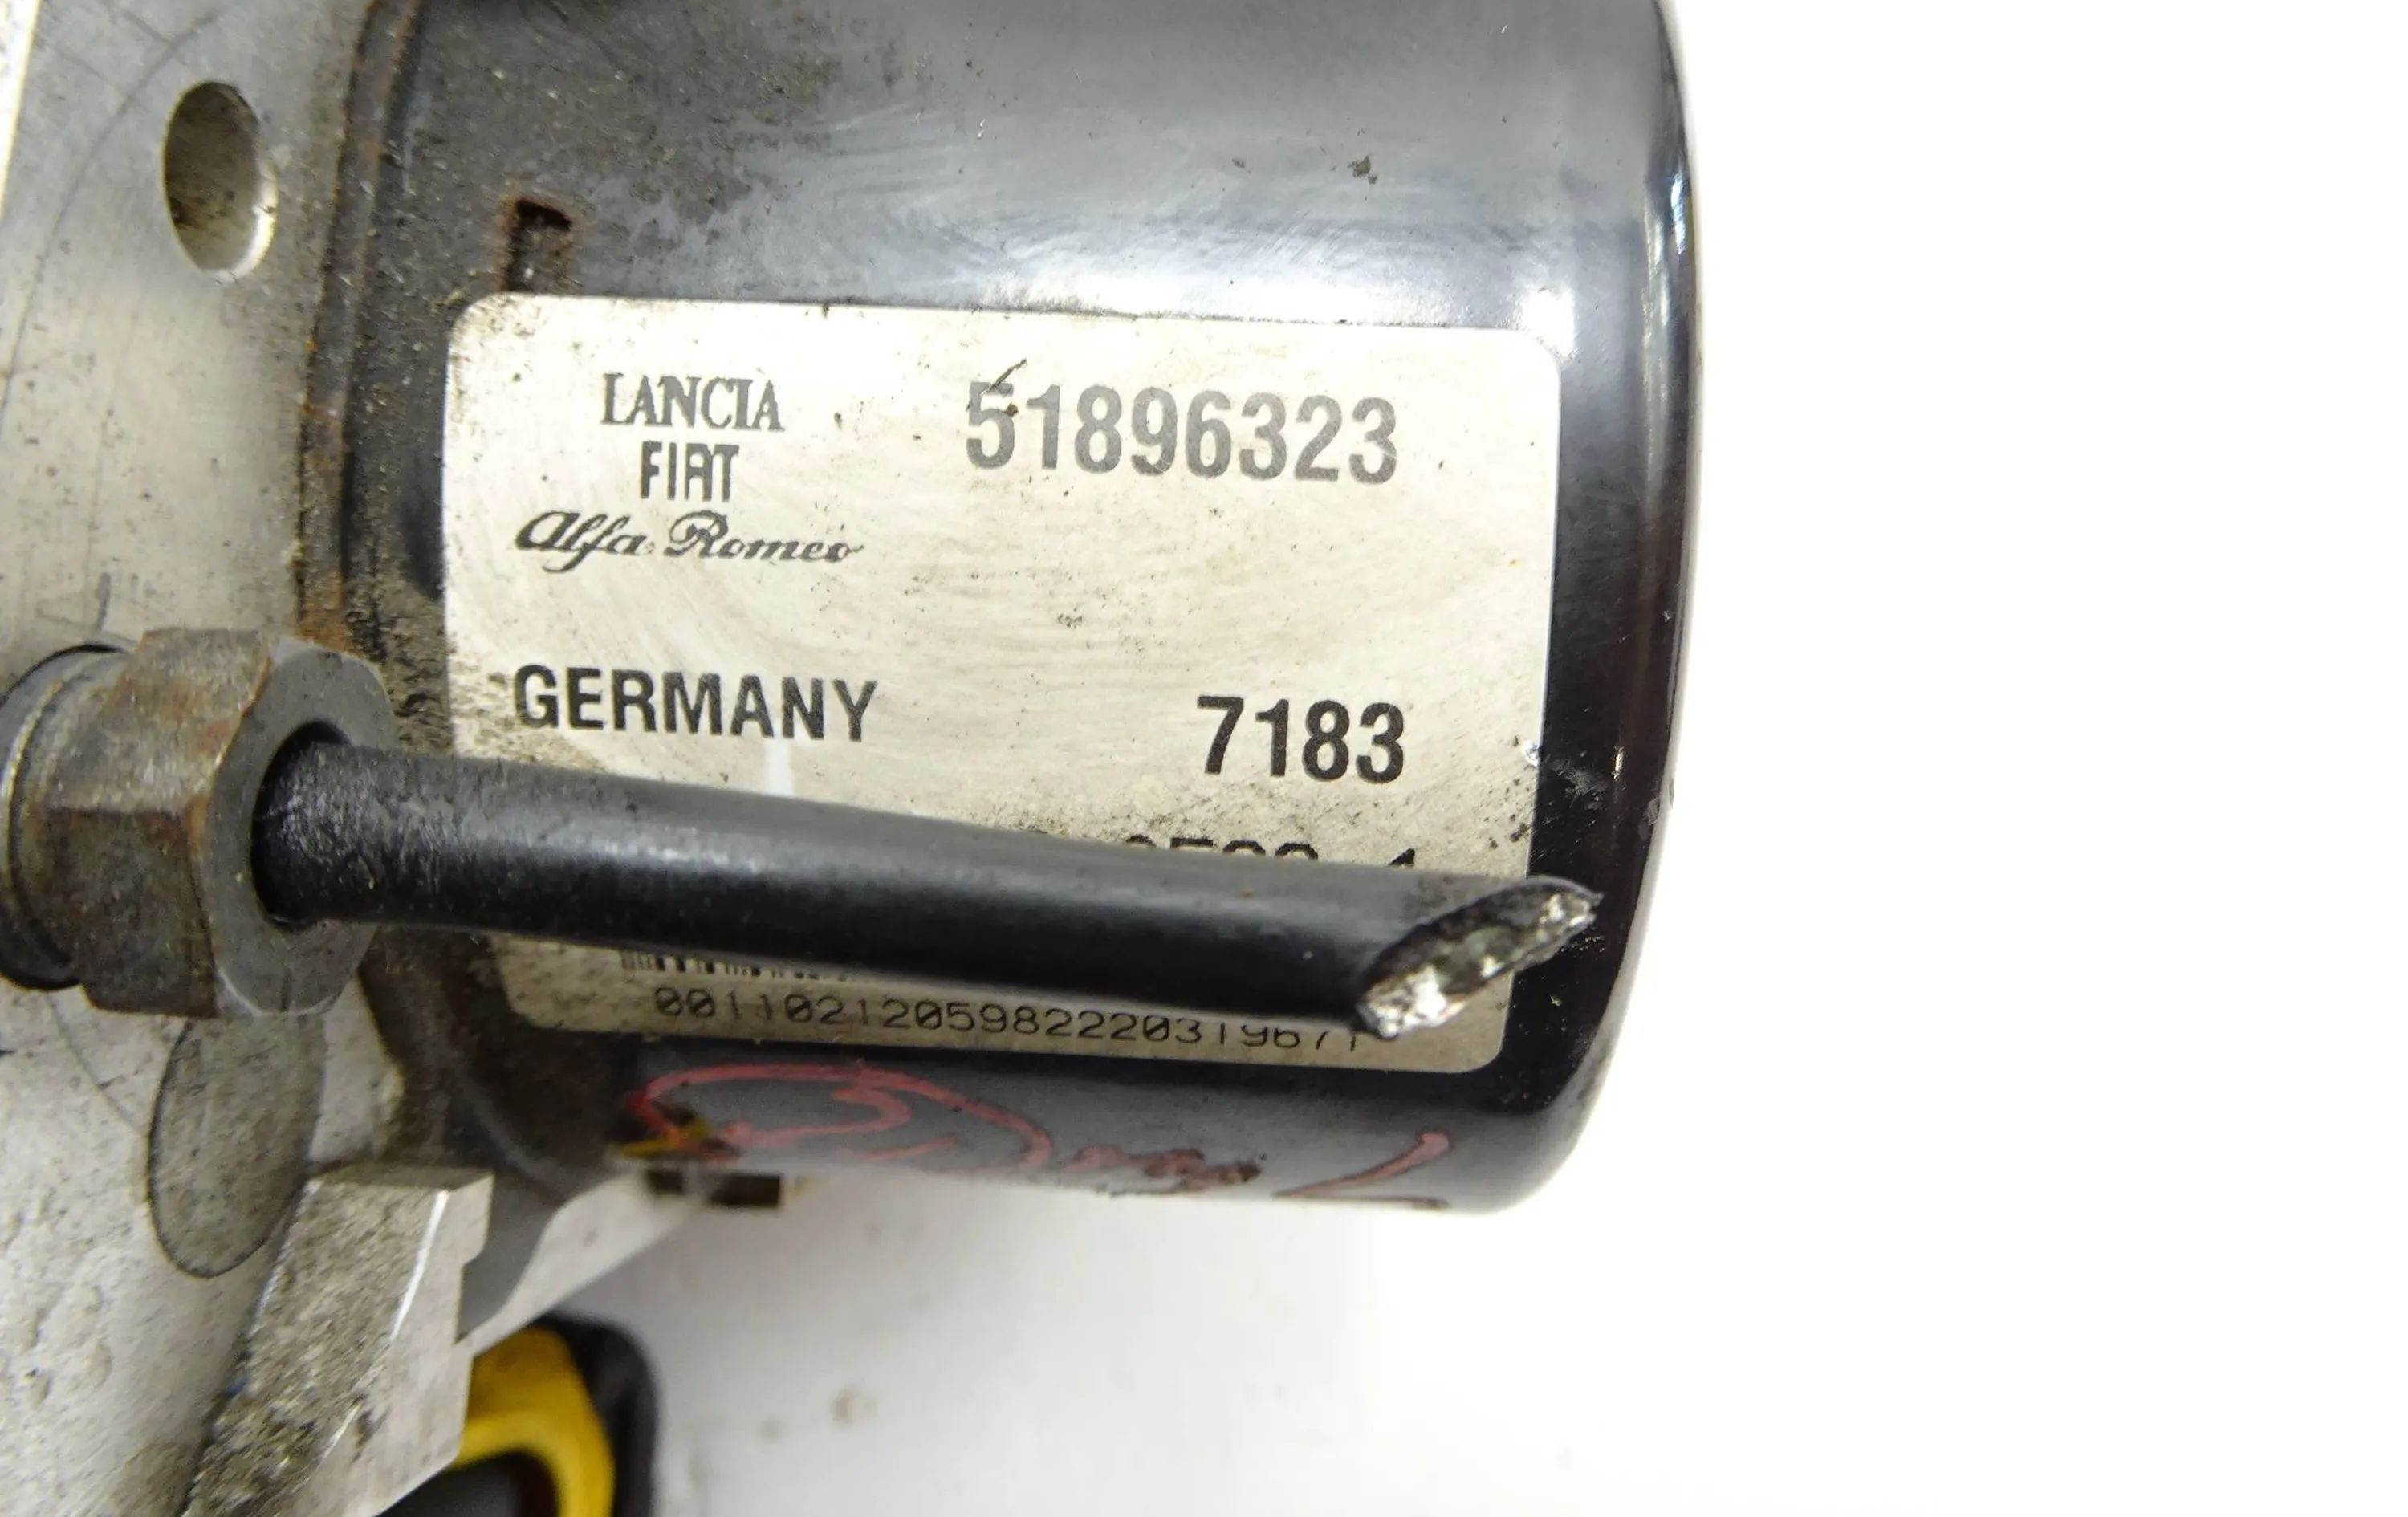 LANCIA
FIAT
Alfa Romeo
51896323
GERMANY
7183